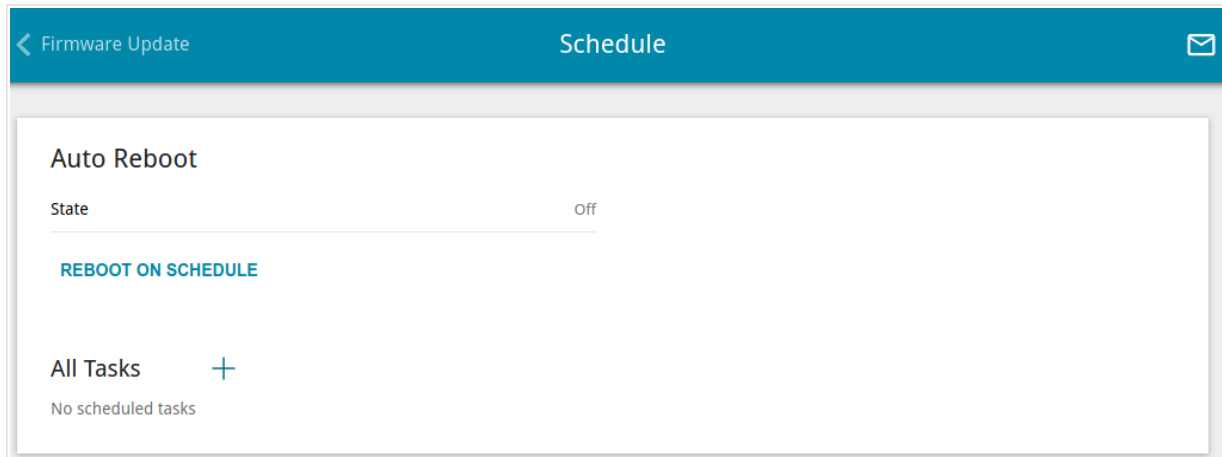 Firmware Update
Schedule
Auto Reboot
State
Off
REBOOT ON SCHEDULE
All Tasks
No scheduled tasks